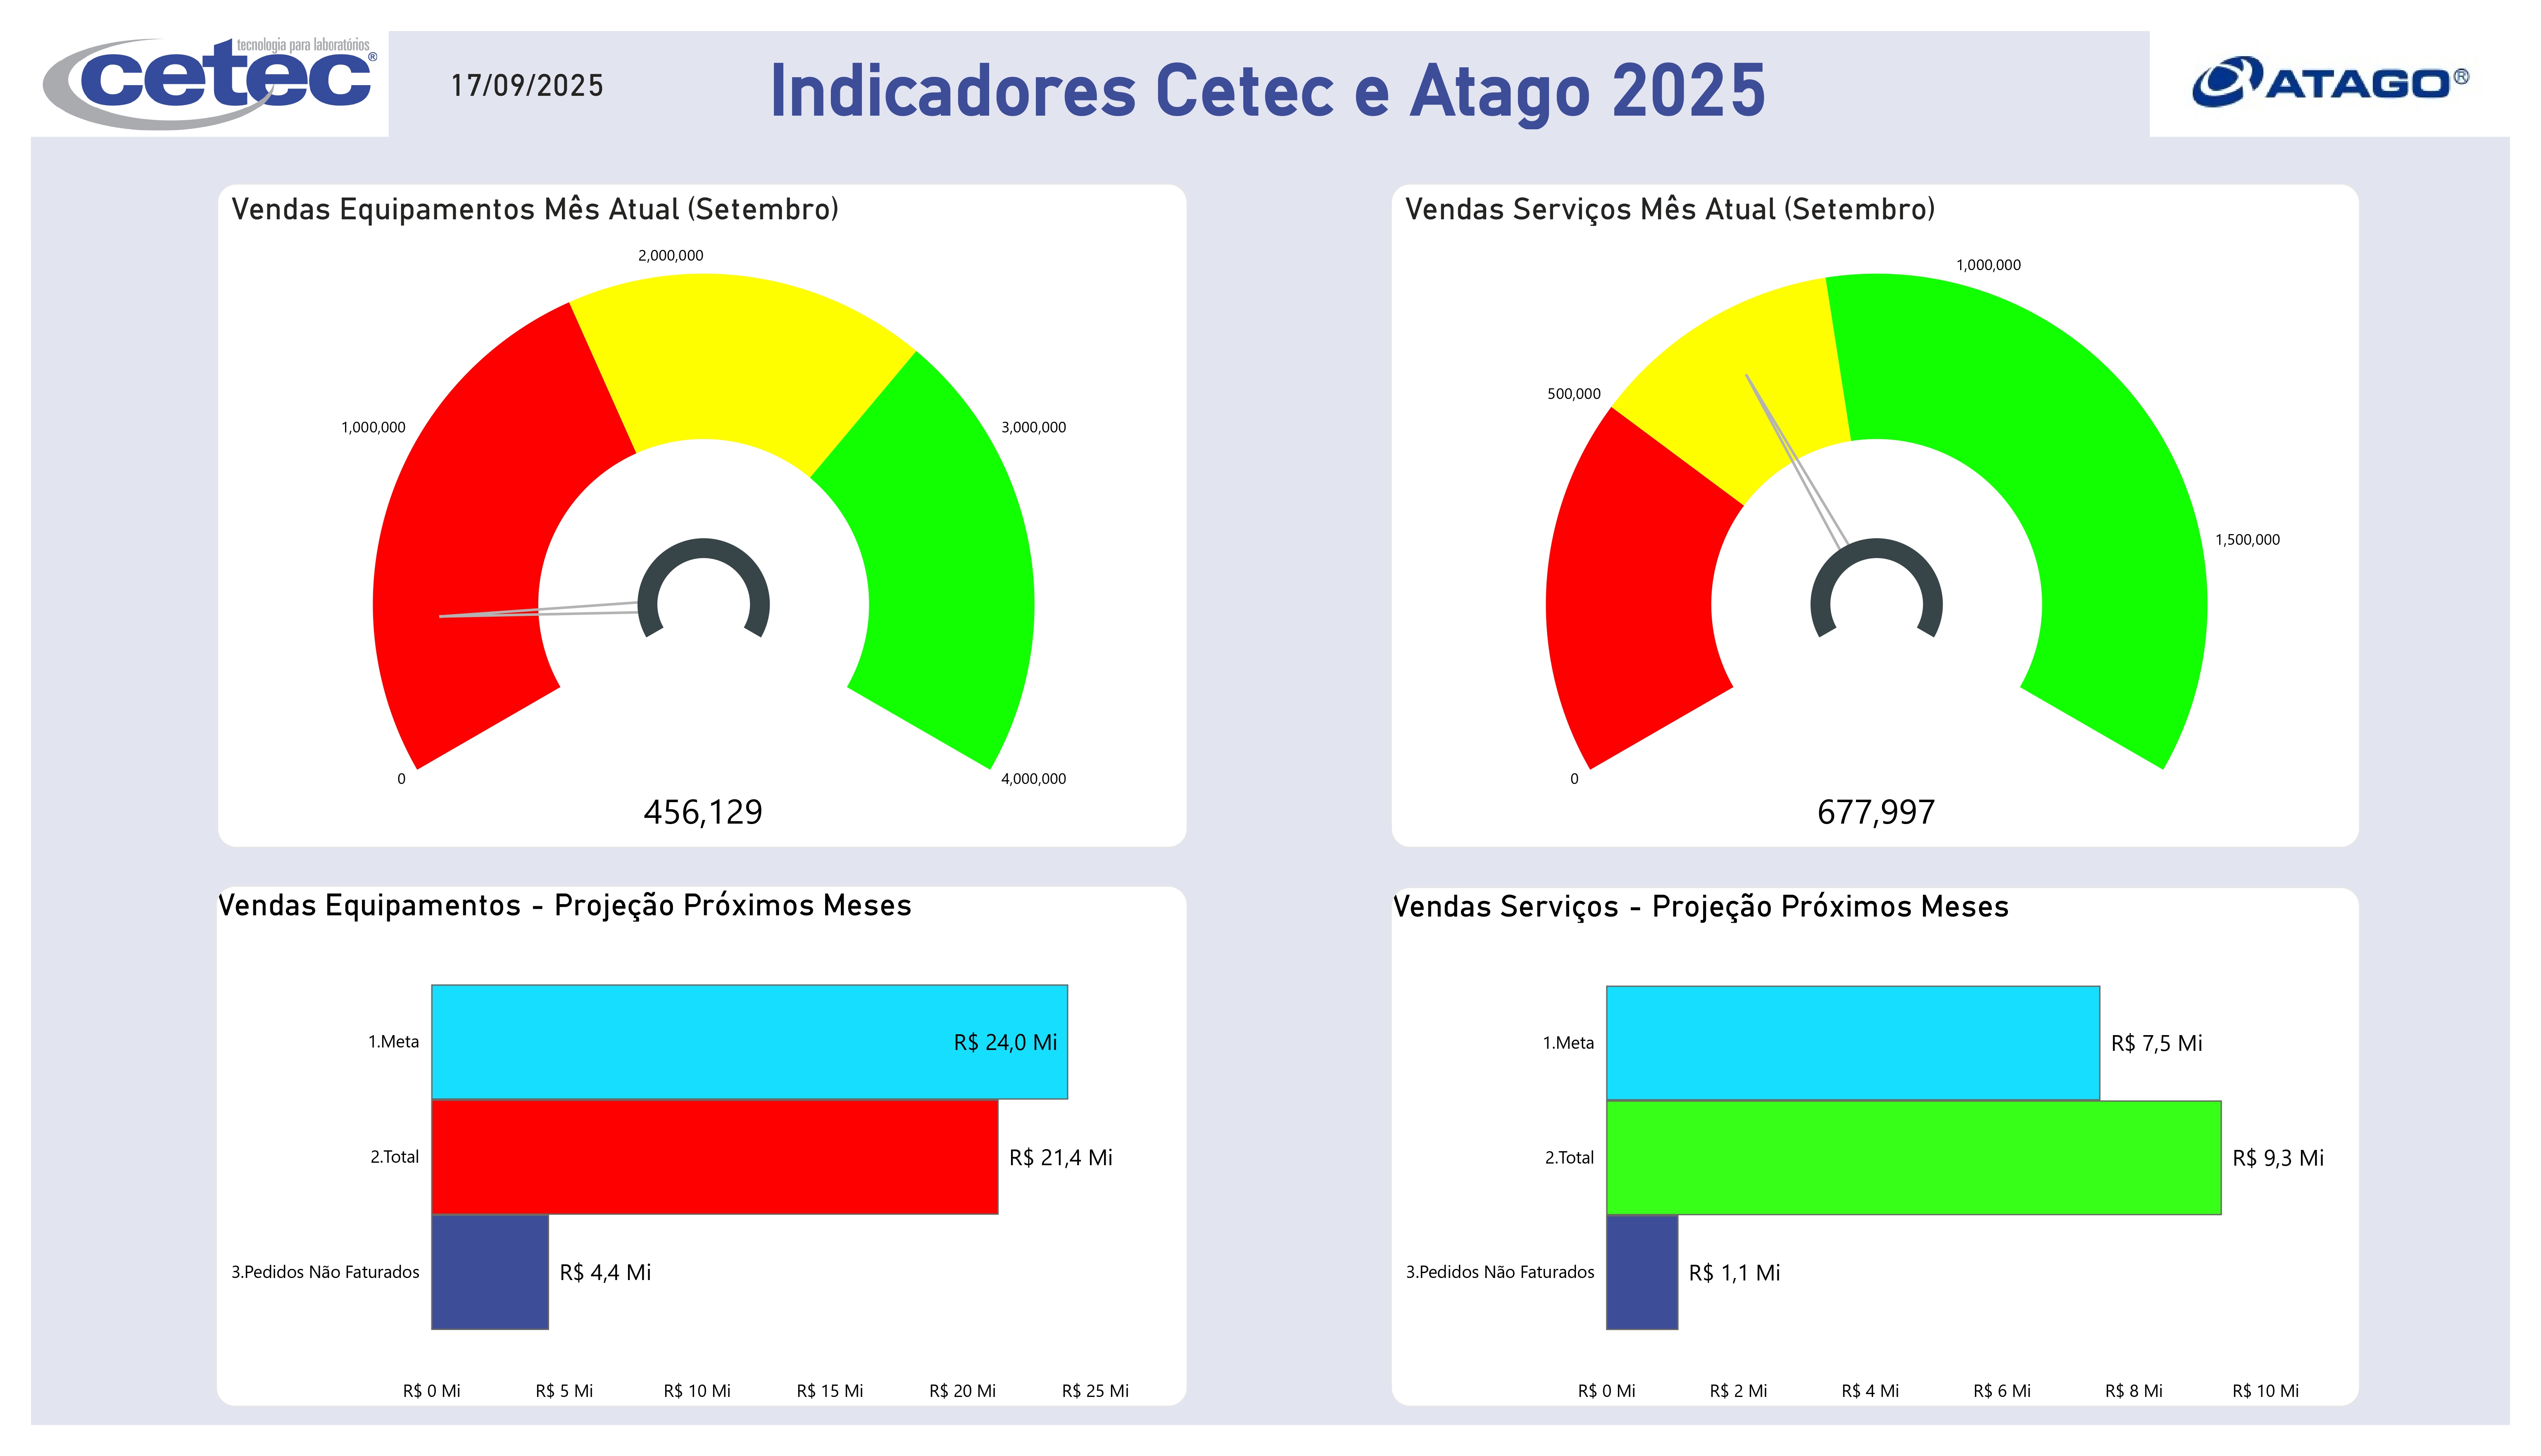 tecnologia para laboratórios
cetec®
17/09/2025
Indicadores Cetec e Atago 2025
ATAGO®
Vendas Equipamentos Mês Atual (Setembro)
2,000,000
1,000,000
3,000,000
0
4,000,000
456,129
Vendas Serviços Mês Atual (Setembro)
1,000,000
500,000
1,500,000
0
677,997
Vendas Equipamentos - Projeção Próximos Meses
1.Meta
R$ 24,0 Mi
2.Total
R$ 21,4 Mi
3.Pedidos Não Faturados
R$ 4,4 Mi
R$ 0 Mi
R$ 5 Mi
R$ 10 Mi
R$ 15 Mi
R$ 20 Mi
R$ 25 Mi
Vendas Serviços - Projeção Próximos Meses
1.Meta
R$ 7,5 Mi
2.Total
R$ 9,3 Mi
3.Pedidos Não Faturados
R$ 1,1 Mi
R$ 0 Mi
R$ 2 Mi
R$ 4 Mi
R$ 6 Mi
R$ 8 Mi
R$ 10 Mi